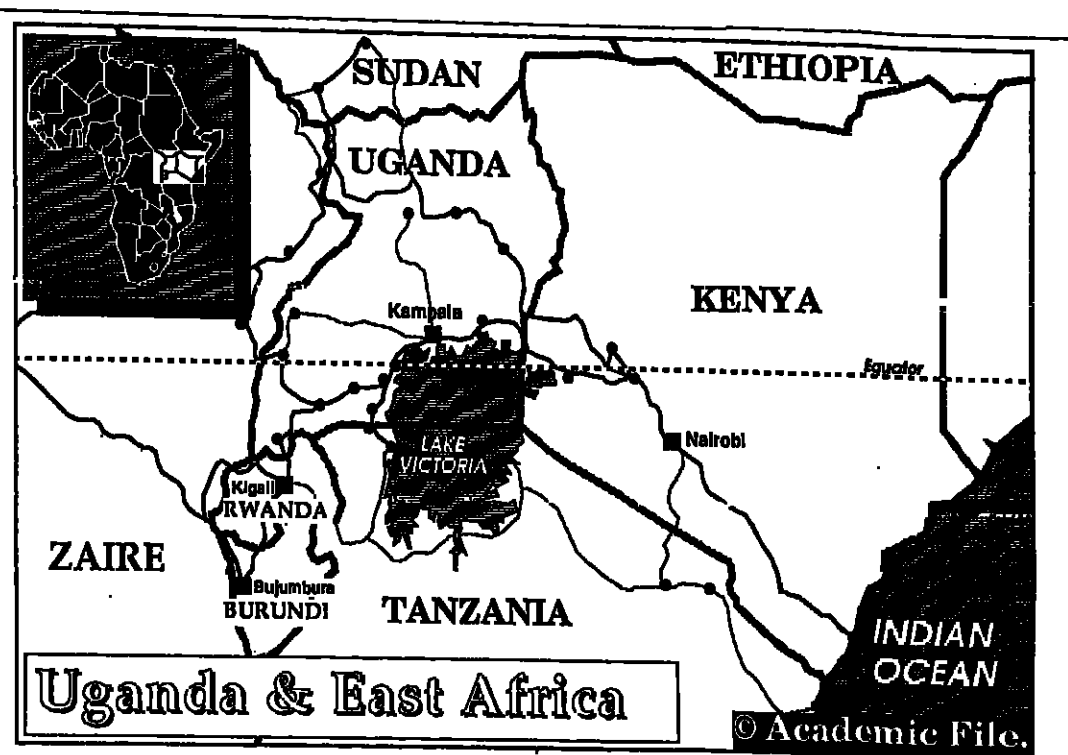 SUDAN
ETHIOPIA
UGANDA
KENYA
Kampala
Equator
Nairobi
LAKE
VICTORIA
Kigali
RWANDA
ZAIRE
Bujumbura
BURUNDI
TANZANIA
INDIAN
OCEAN
Uganda & East Africa
© Academic File.